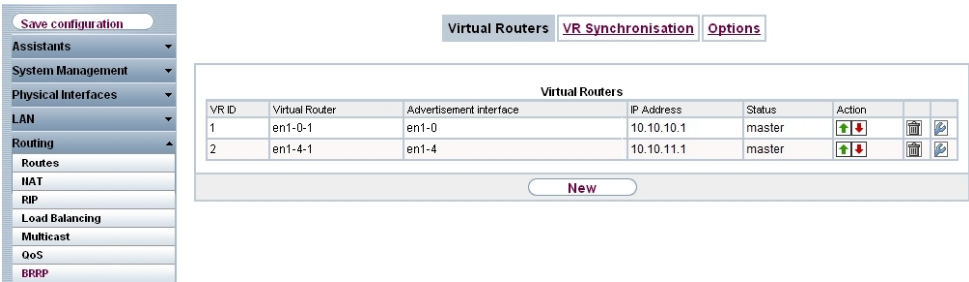 Save configuration
Assistants
System Management
Physical Interfaces
LAN
Routing
Routes
NAT
RIP
Load Balancing
Multicast
QoS
BRRP
Virtual Routers VR Synchronisation Options
Virtual Routers
VR ID Virtual Router Advertisement interface IP Address Status Action
1 en1-0-1 en1-0 10.10.10.1 master
2 en1-4-1 en1-4 10.10.11.1 master
New